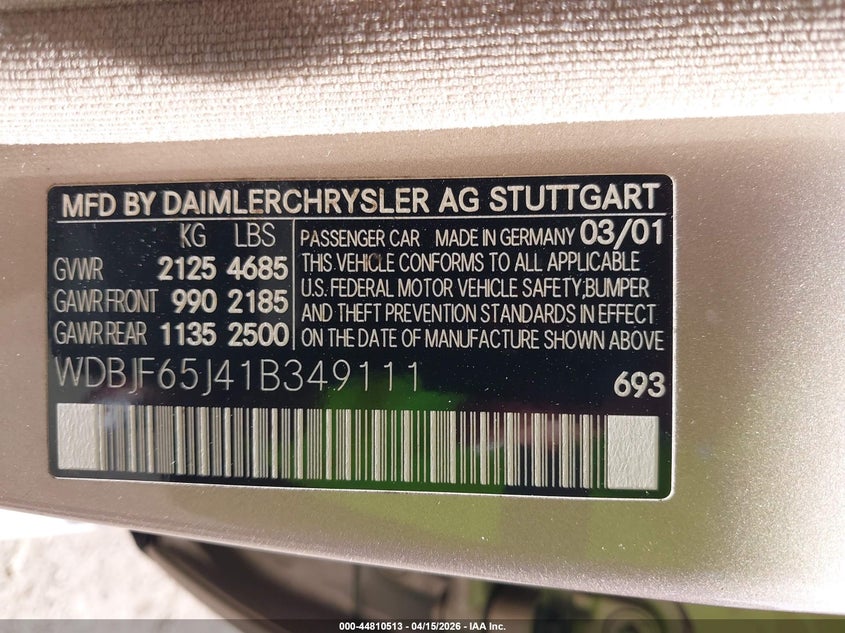 MFD BY DAIMLERCHRYSLER AG STUTTGART
KG LBS
GVWR 2125 4685
GAWR FRONT 990 2185
GAWR REAR 1135 2500
PASSENGER CAR MADE IN GERMANY 03/01
THIS VEHICLE CONFORMS TO ALL APPLICABLE
U.S. FEDERAL MOTOR VEHICLE SAFETY,BUMPER
AND THEFT PREVENTION STANDARDS IN EFFECT
ON THE DATE OF MANUFACTURE SHOWN ABOVE
WDBJF65J41B349111
693
000-44810513 - 04/15/2026 - IAA Inc.